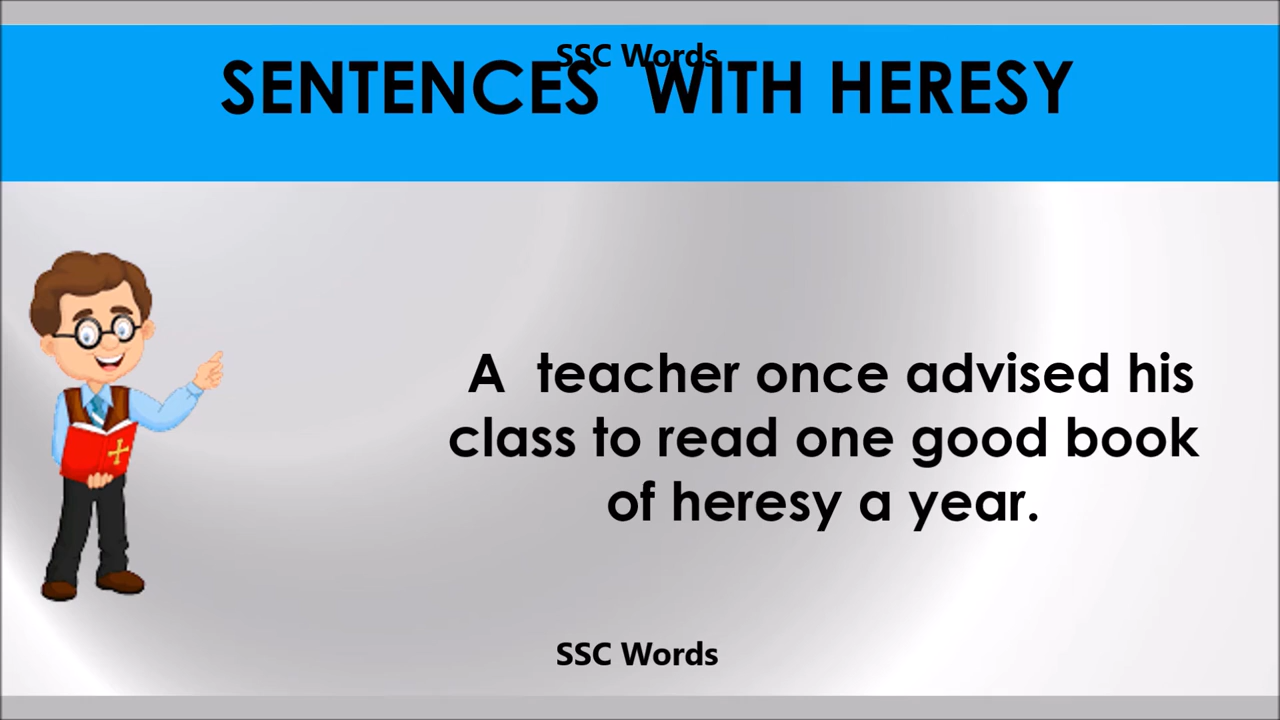 SSC Words
SENTENCES WITH HERESY
A teacher once advised his
class to read one good book
of heresy a year.
SSC Words